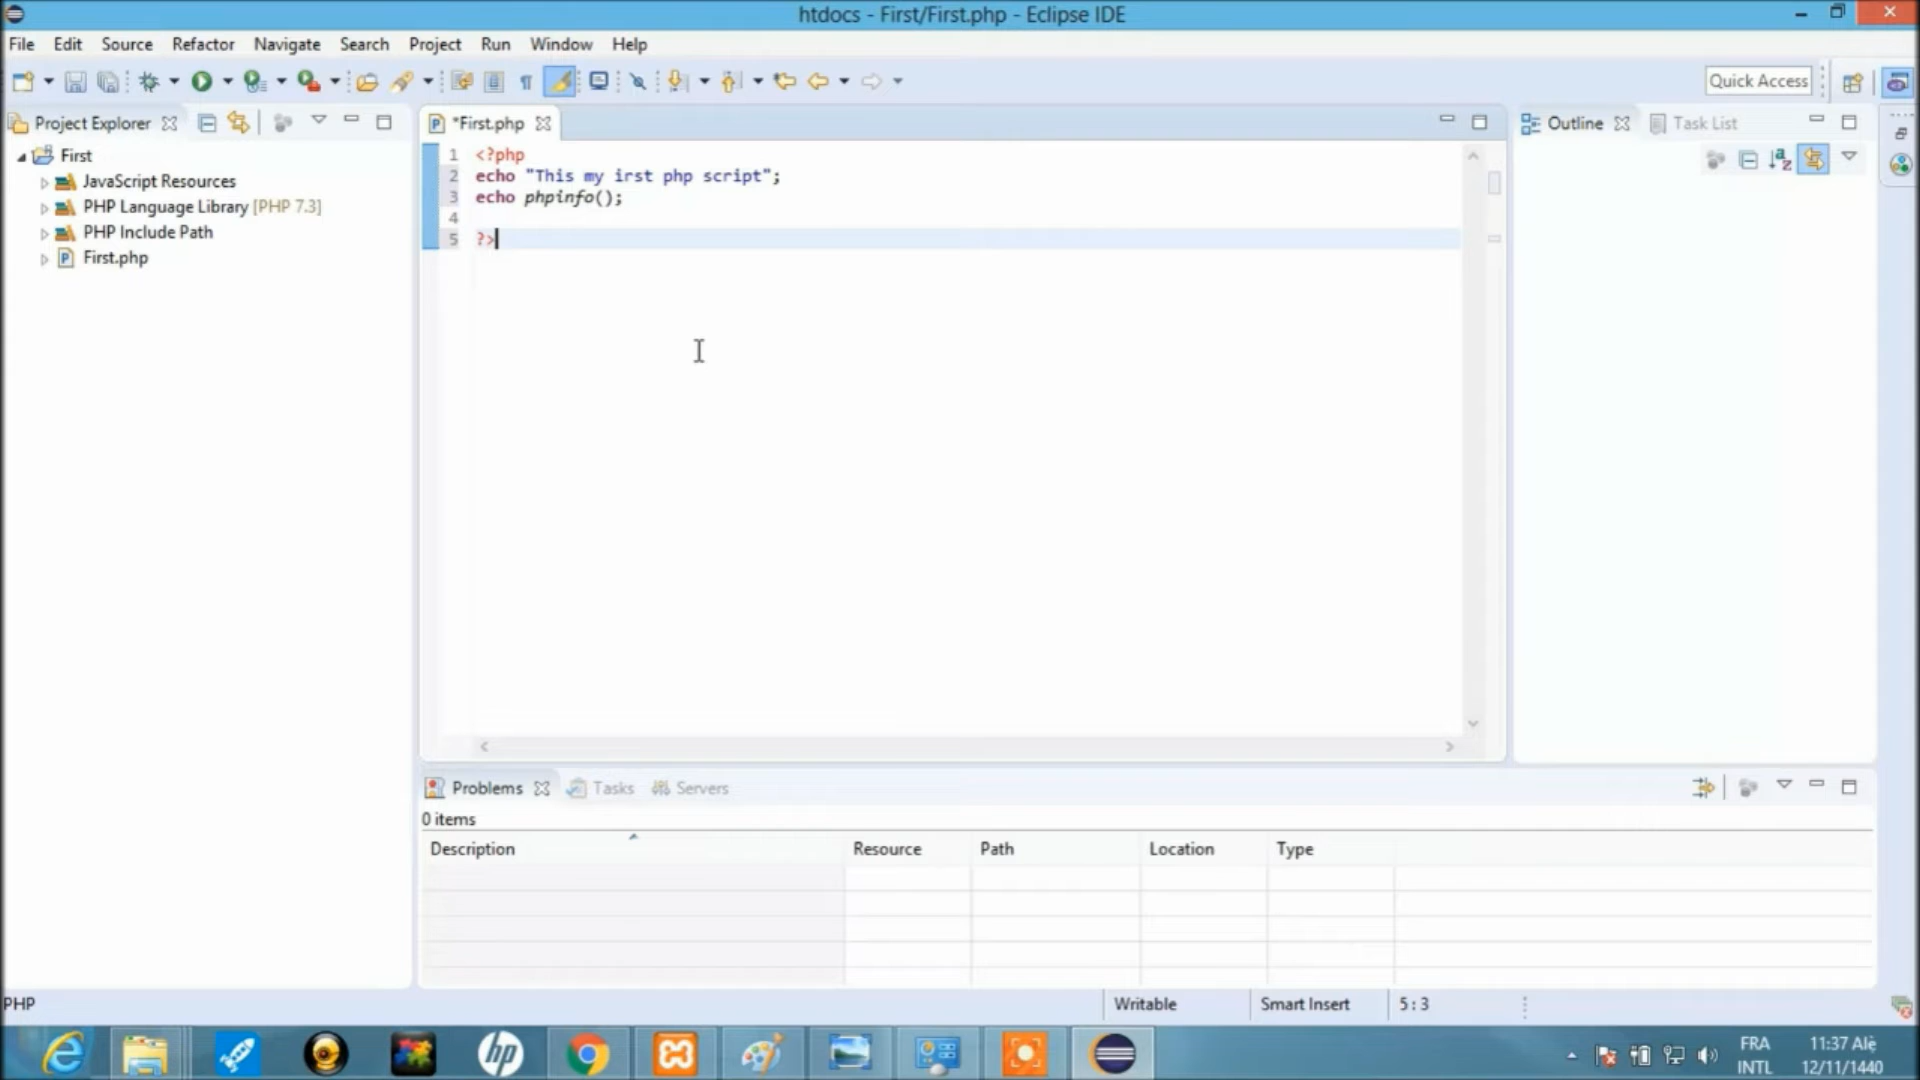 htdocs - First/First.php - Eclipse IDE
File Edit Source Refactor Navigate Search Project Run Window Help
Quick Access
Project Explorer
First
JavaScript Resources
PHP Language Library [PHP 7.3]
PHP Include Path
First.php
*First.php
1 <?php
2 echo "This my irst php script";
3 echo phpinfo();
4
5 ?>
Outline Task List
Problems Tasks Servers
0 items
Description Resource Path Location Type
PHP Writable Smart Insert 5 : 3
hp
FRA
INTL
11:37 Alè
12/11/1440